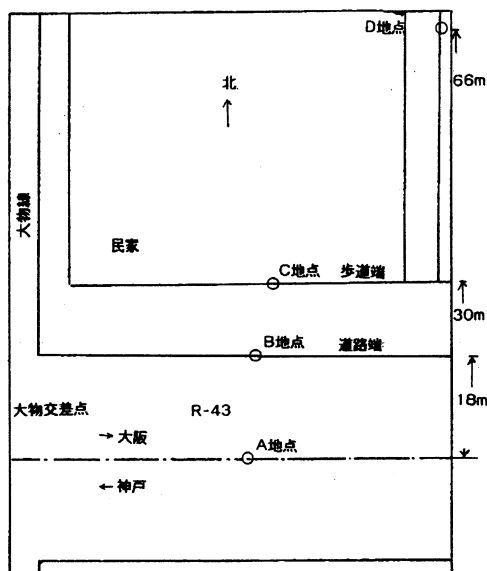 D地点
66m
北
大物線
民家
C地点 歩道端
30m
B地点 道路端
18m
大物交差点 R-43
→大阪
A地点
←神戸